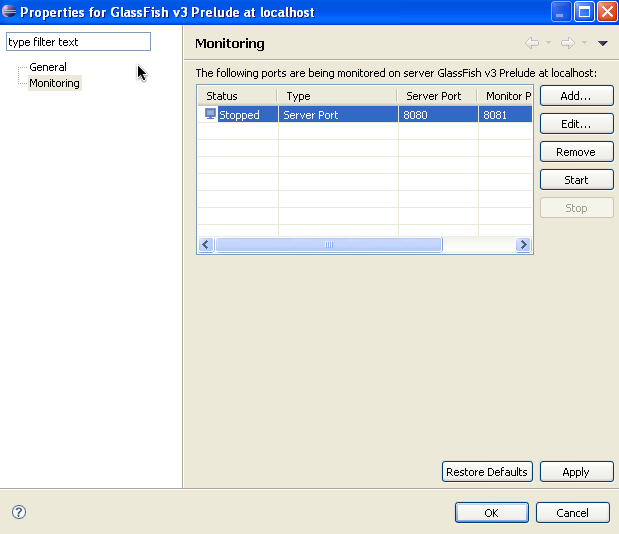 Properties for GlassFish v3 Prelude at localhost
type filter text
General
Monitoring
Monitoring
The following ports are being monitored on server GlassFish v3 Prelude at localhost:
Status Type Server Port Monitor P
Stopped Server Port 8080 8081
Add...
Edit...
Remove
Start
Stop
Restore Defaults Apply
? OK Cancel